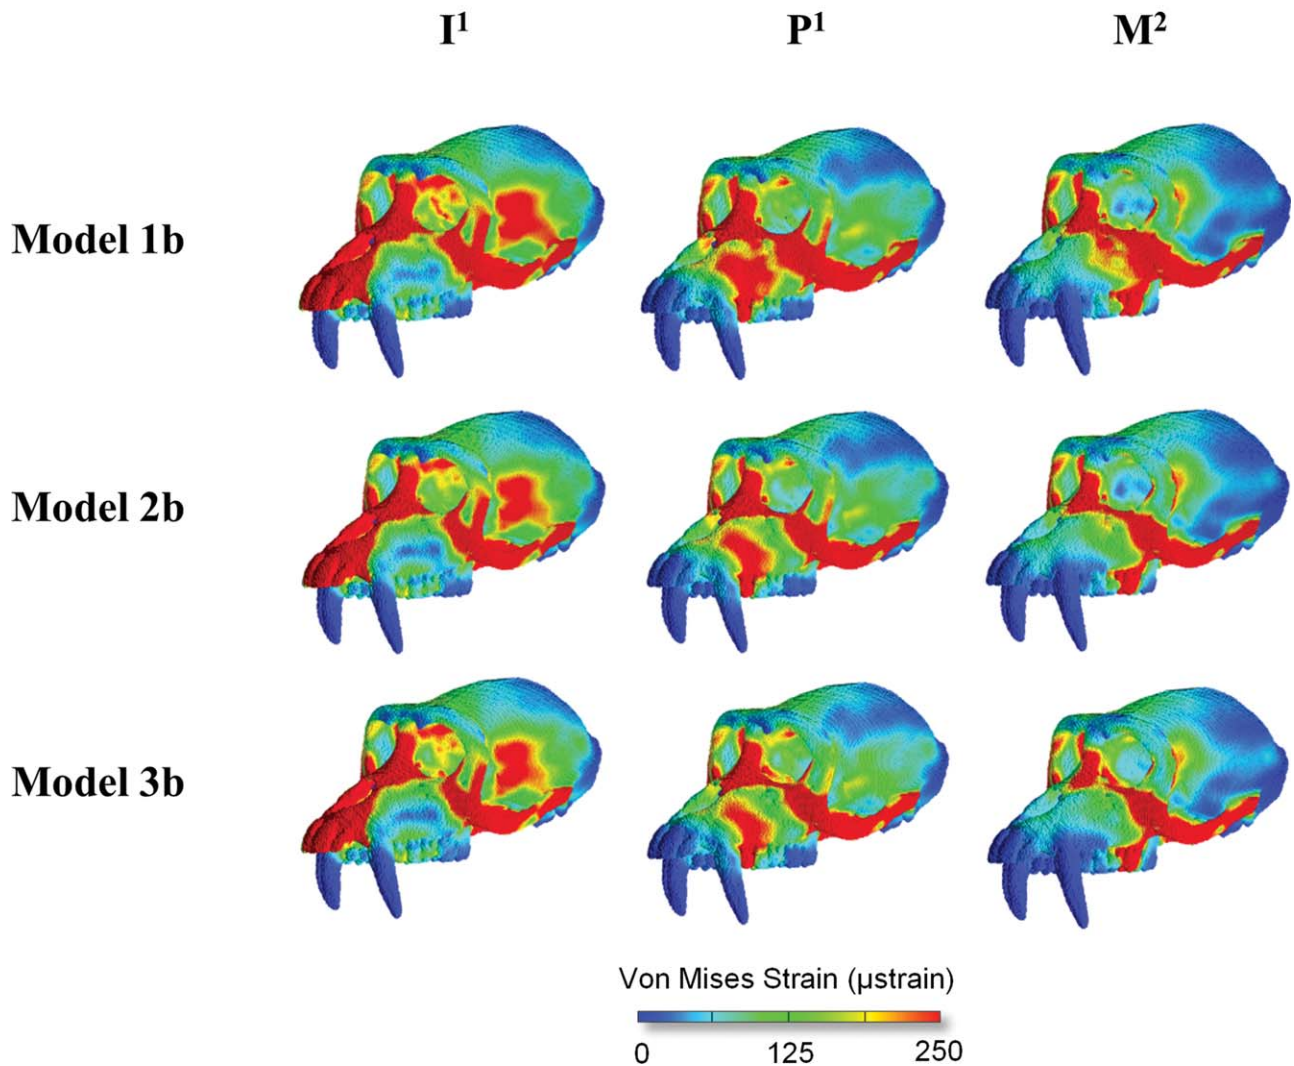 I¹ P¹ M²
Model 1b
Model 2b
Model 3b
Von Mises Strain (µstrain)
0 125 250